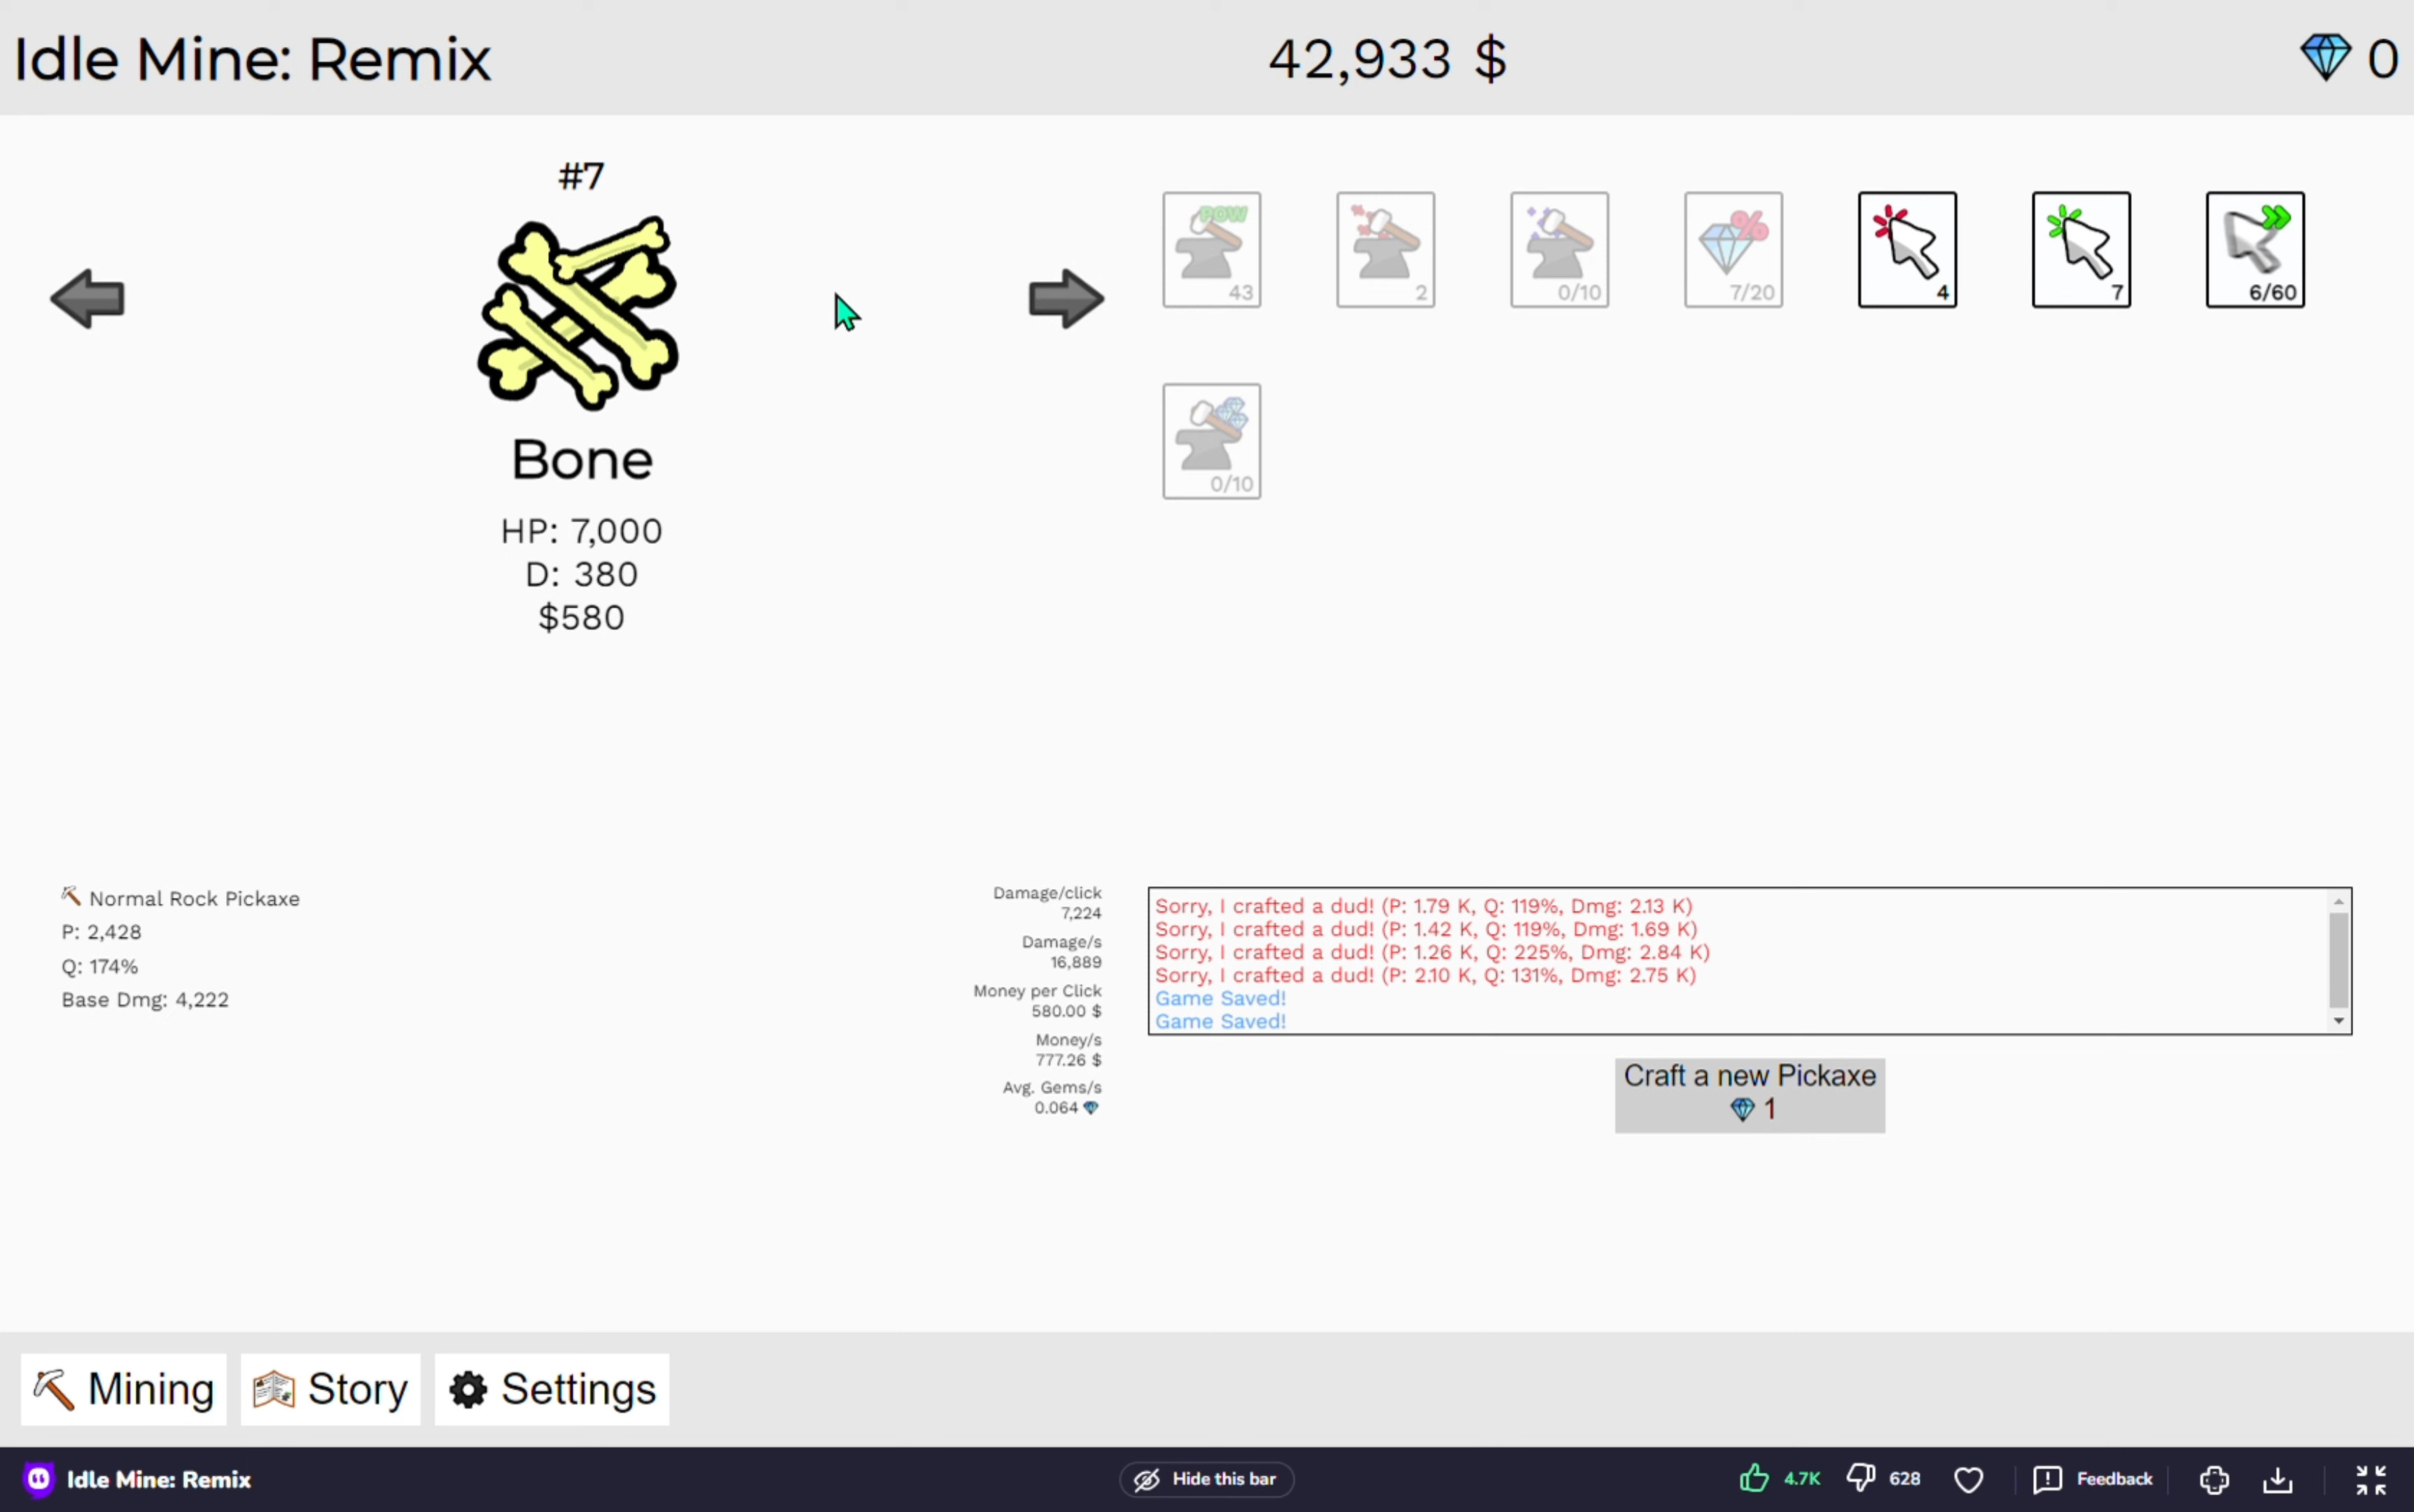 Idle Mine: Remix
42,933 $
0
#7
Bone
HP: 7,000
D: 380
$580
POW
43
2
0/10
%
7/20
4
7
6/60
0/10
Normal Rock Pickaxe
P: 2,428
Q: 174%
Base Dmg: 4,222
Damage/click
7,224
Damage/s
16,889
Money per Click
580.00 $
Money/s
777.26 $
Avg. Gems/s
0.064
Sorry, I crafted a dud! (P: 1.79 K, Q: 119%, Dmg: 2.13 K)
Sorry, I crafted a dud! (P: 1.42 K, Q: 119%, Dmg: 1.69 K)
Sorry, I crafted a dud! (P: 1.26 K, Q: 225%, Dmg: 2.84 K)
Sorry, I crafted a dud! (P: 2.10 K, Q: 131%, Dmg: 2.75 K)
Game Saved!
Game Saved!
Craft a new Pickaxe
1
Mining
Story
Settings
Idle Mine: Remix
Hide this bar
4.7K
628
Feedback